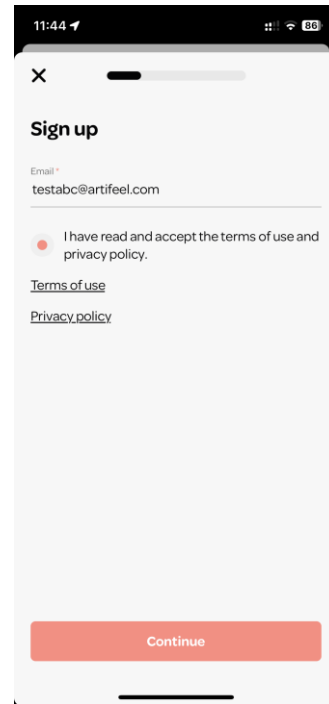 11:44
86
Sign up
Email *
testabc@artifeel.com
I have read and accept the terms of use and
privacy policy.
Terms of use
Privacy policy
Continue